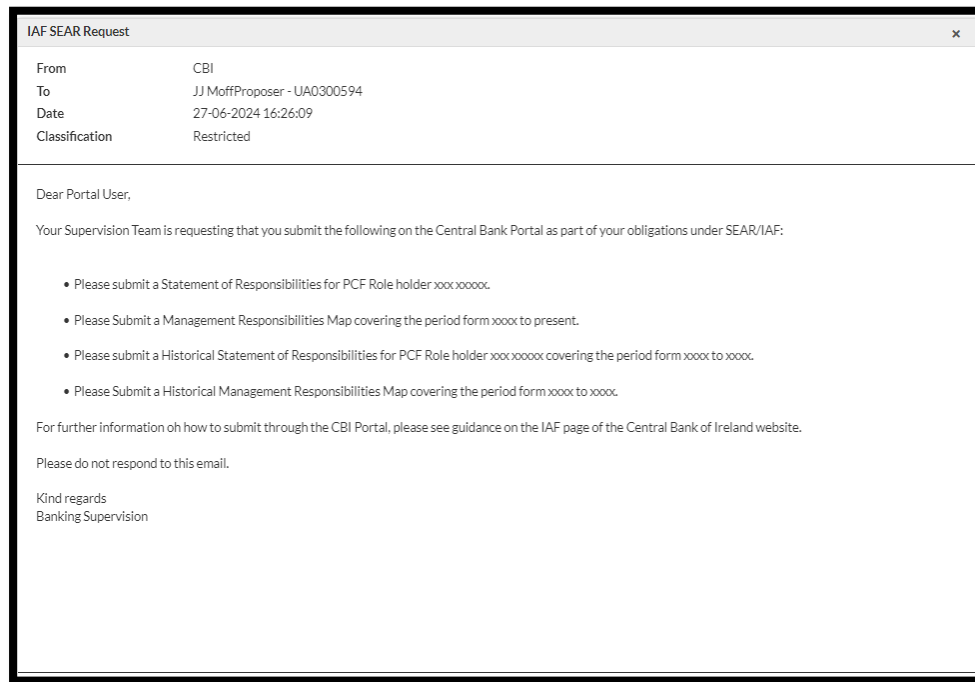 IAF SEAR Request ×
From CBI
To JJ MoffProposer - UA0300594
Date 27-06-2024 16:26:09
Classification Restricted
Dear Portal User,
Your Supervision Team is requesting that you submit the following on the Central Bank Portal as part of your obligations under SEAR/IAF:
• Please submit a Statement of Responsibilities for PCF Role holder xxx xxxxx.
• Please Submit a Management Responsibilities Map covering the period form xxxx to present.
• Please submit a Historical Statement of Responsibilities for PCF Role holder xxx xxxxx covering the period form xxxx to xxxx.
• Please Submit a Historical Management Responsibilities Map covering the period form xxxx to xxxx.
For further information oh how to submit through the CBI Portal, please see guidance on the IAF page of the Central Bank of Ireland website.
Please do not respond to this email.
Kind regards
Banking Supervision